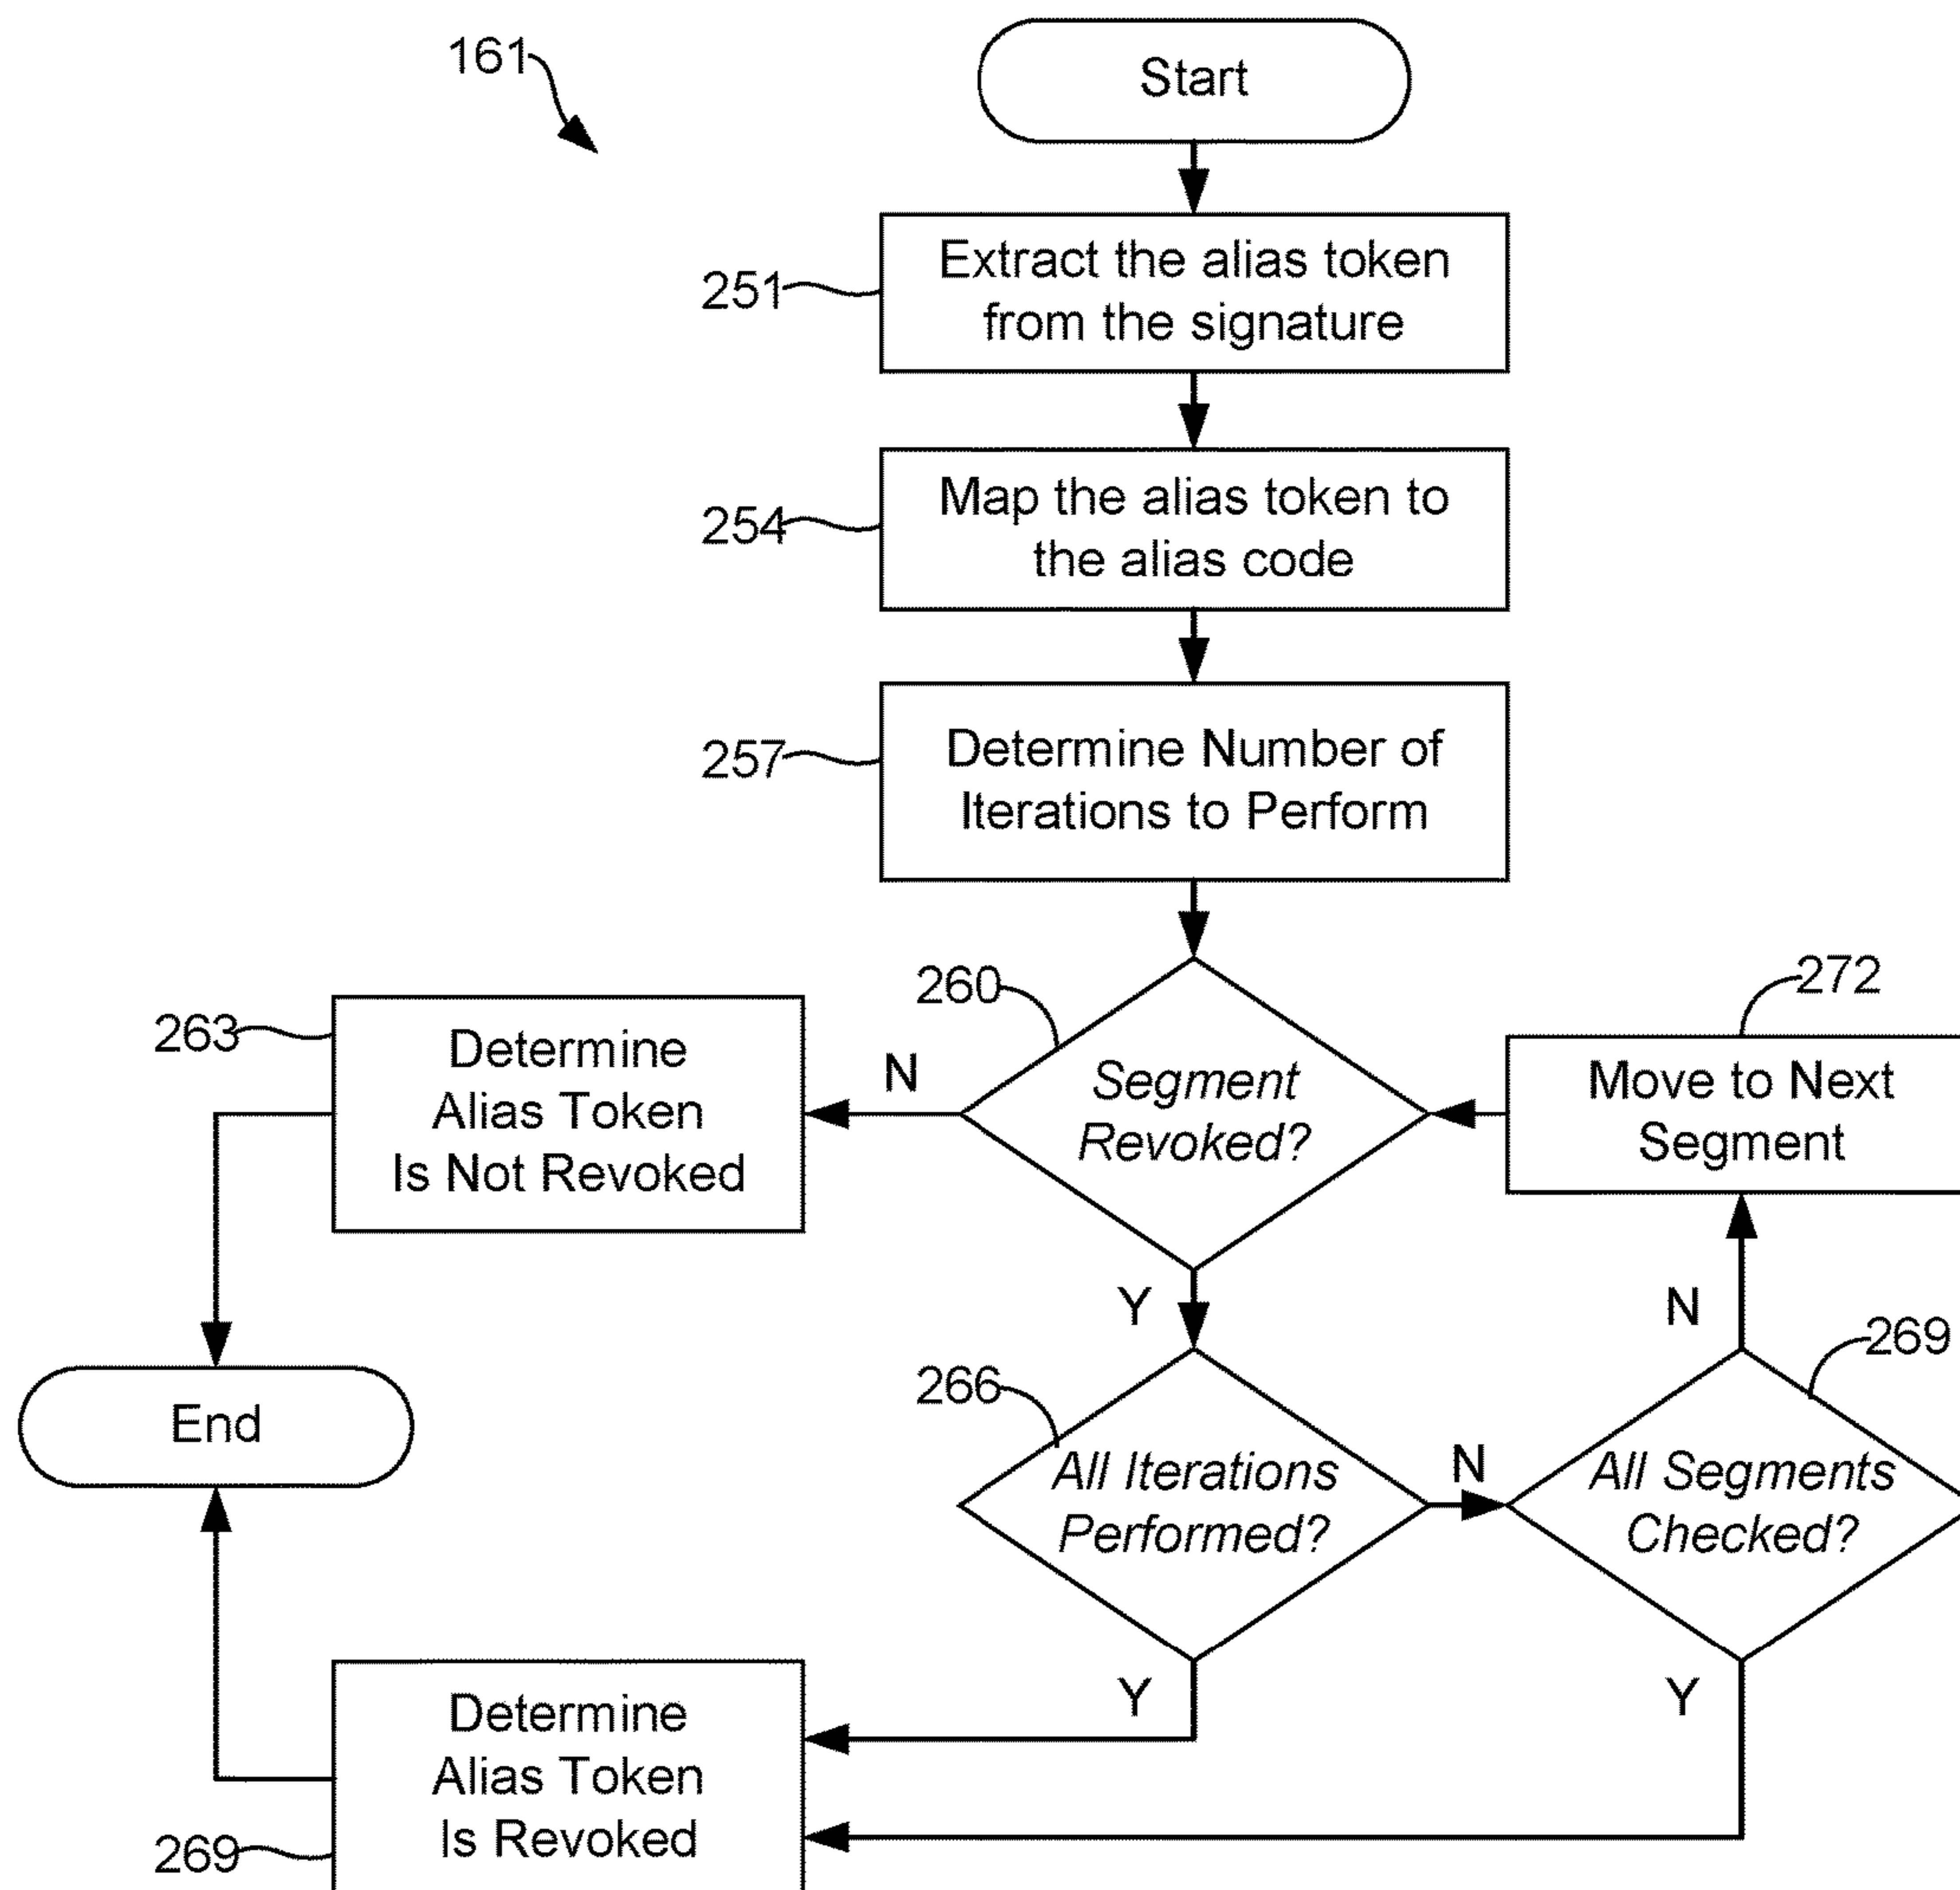 161
Start
251
Extract the alias token
from the signature
254
Map the alias token to
the alias code
257
Determine Number of
Iterations to Perform
260
272
263
Determine
Alias Token
Is Not Revoked
N
Segment
Revoked?
Move to Next
Segment
Y
N
269
266
End
All Iterations
Performed?
N
All Segments
Checked?
Y
Y
Determine
Alias Token
Is Revoked
269